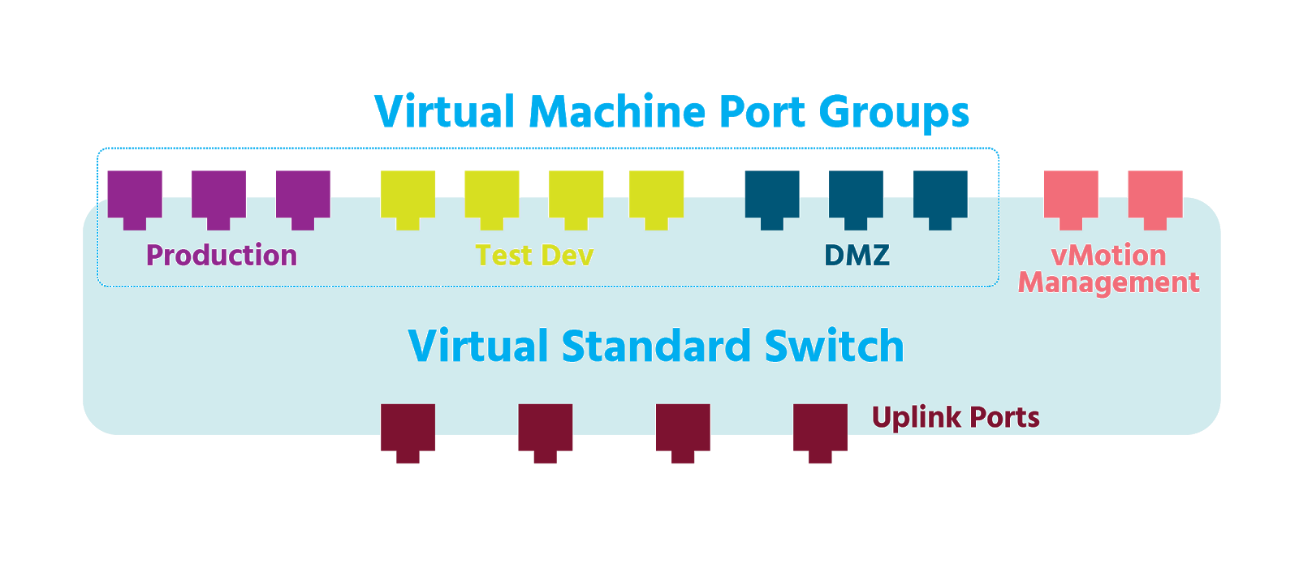 Virtual Machine Port Groups
Production
Test Dev
DMZ
vMotion
Management
Virtual Standard Switch
Uplink Ports